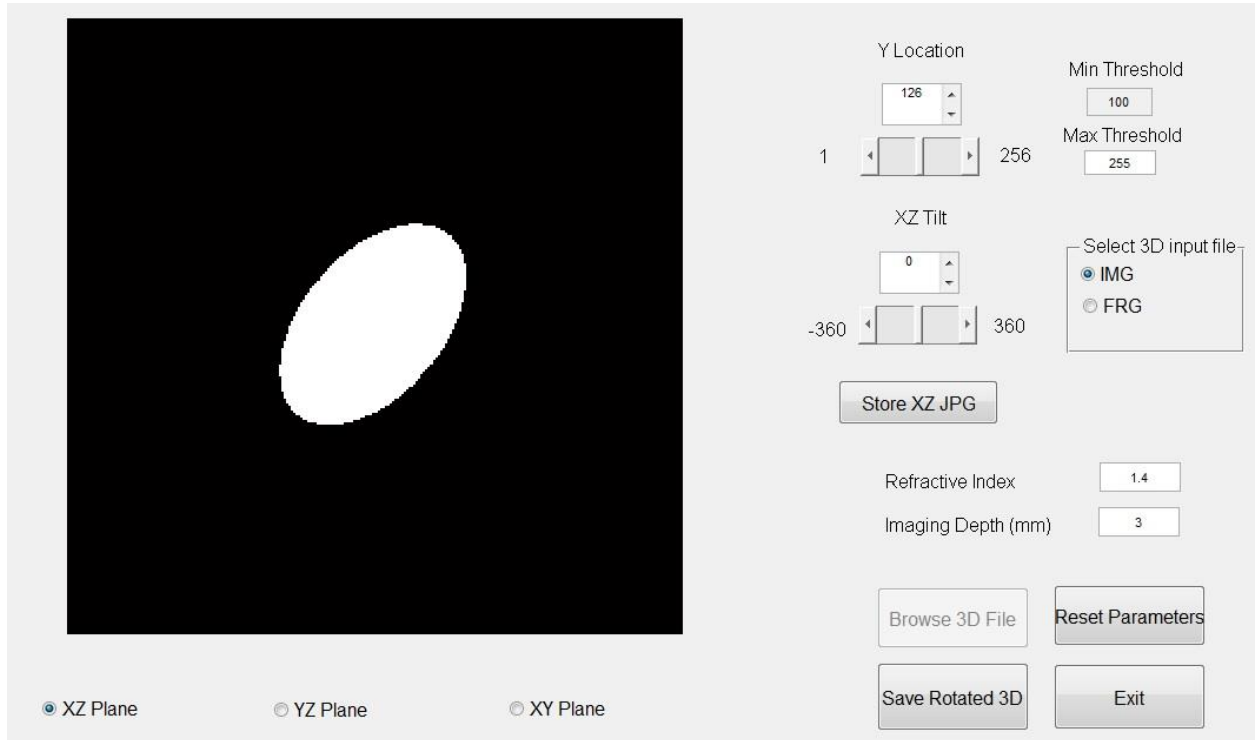 Y Location
126
1
256
Min Threshold
100
Max Threshold
255
XZ Tilt
0
-360
360
Select 3D input file
IMG
FRG
Store XZ JPG
Refractive Index
1.4
Imaging Depth (mm)
3
Browse 3D File
Reset Parameters
Save Rotated 3D
Exit
XZ Plane
YZ Plane
XY Plane